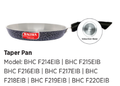 Taper Pan
Model: BHC F214EIB | BHC F215EIB
BHC F216EIB | BHC F217EIB | BHC
F218EIB | BHC F219EIB | BHC F220EIB